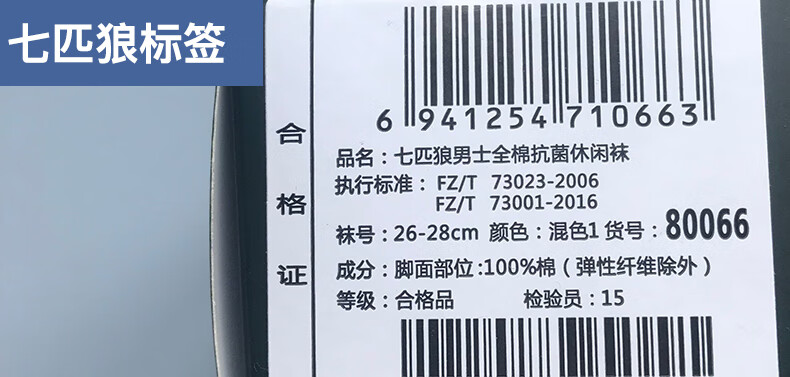 七匹狼标签
6 941254 710663
合格证
品名：七匹狼男士全棉抗菌休闲袜
执行标准： FZ/T 73023-2006
FZ/T 73001-2016
袜号：26-28cm 颜色：混色1 货号：80066
成分：脚面部位:100%棉（弹性纤维除外）
等级：合格品 检验员：15